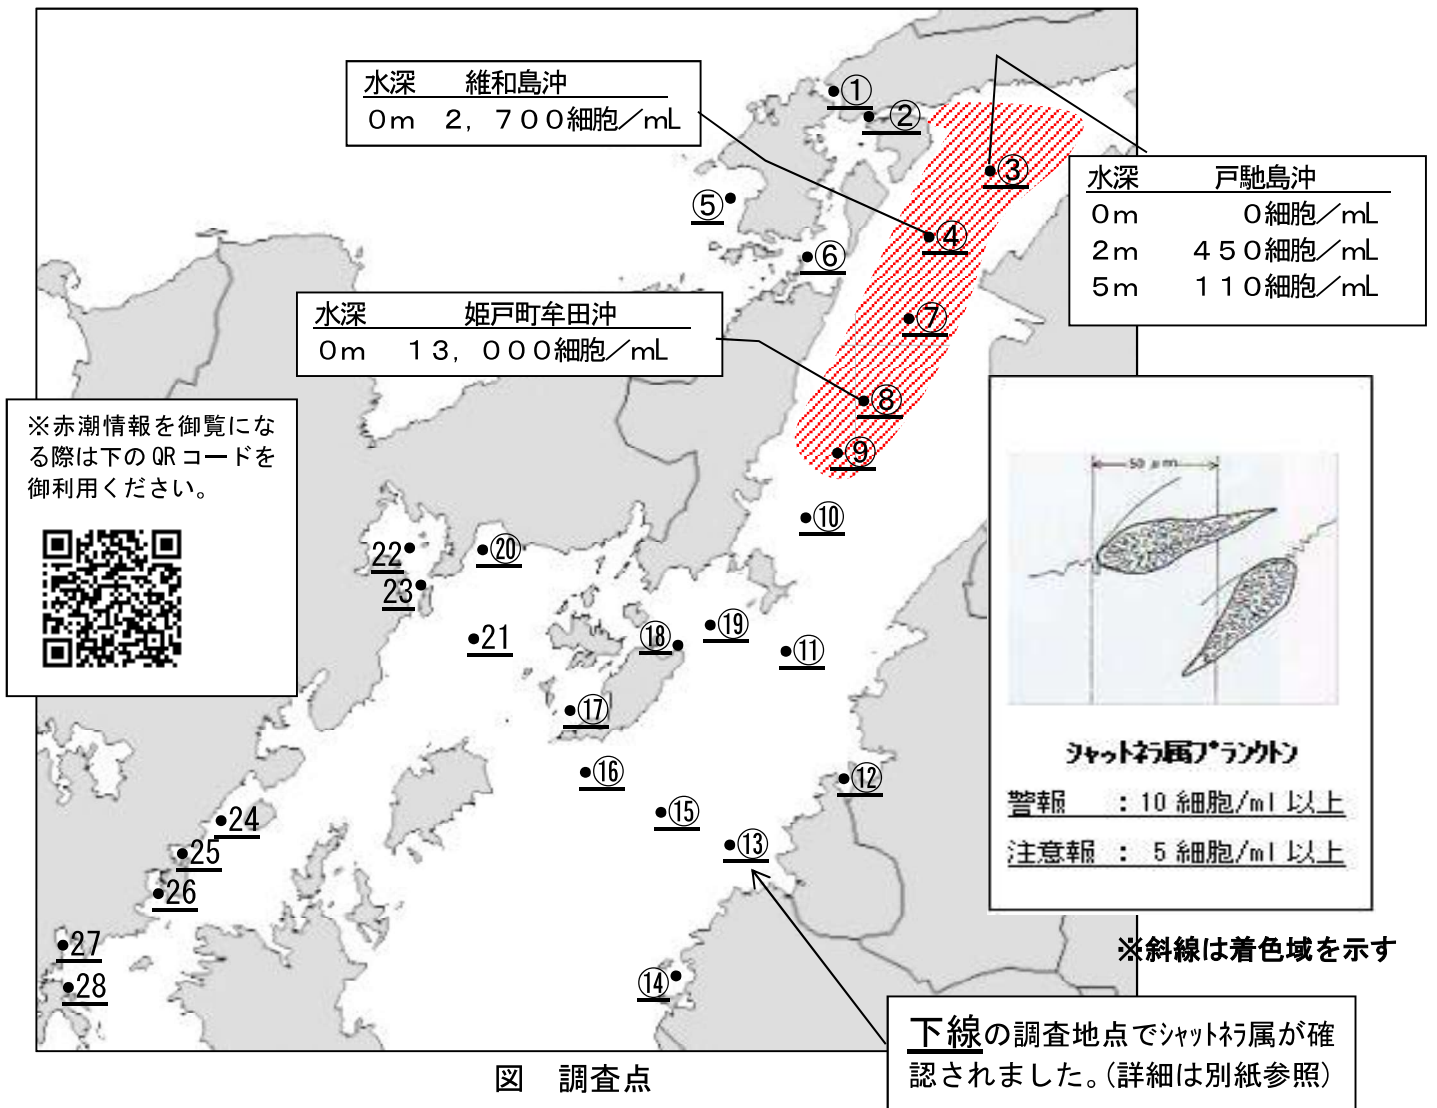 水深 維和島沖
0m 2,700細胞/mL
水深 戸馳島沖
0m 0細胞/mL
2m 450細胞/mL
5m 110細胞/mL
水深 姫戸町牟田沖
0m 13,000細胞/mL
※赤潮情報を御覧にな
る際は下のQRコードを
御利用ください。
①
②
③
④
⑤
⑥
⑦
⑧
⑨
⑩
⑪
⑫
⑬
⑭
⑮
⑯
⑰
⑱
⑲
⑳
21
22
23
24
25
26
27
28
50 μm
シャットネラ属プランクトン
警報 : 10 細胞/ml 以上
注意報 : 5 細胞/ml 以上
※斜線は着色域を示す
下線の調査地点でシャットネラ属が確
認されました。(詳細は別紙参照)
図 調査点